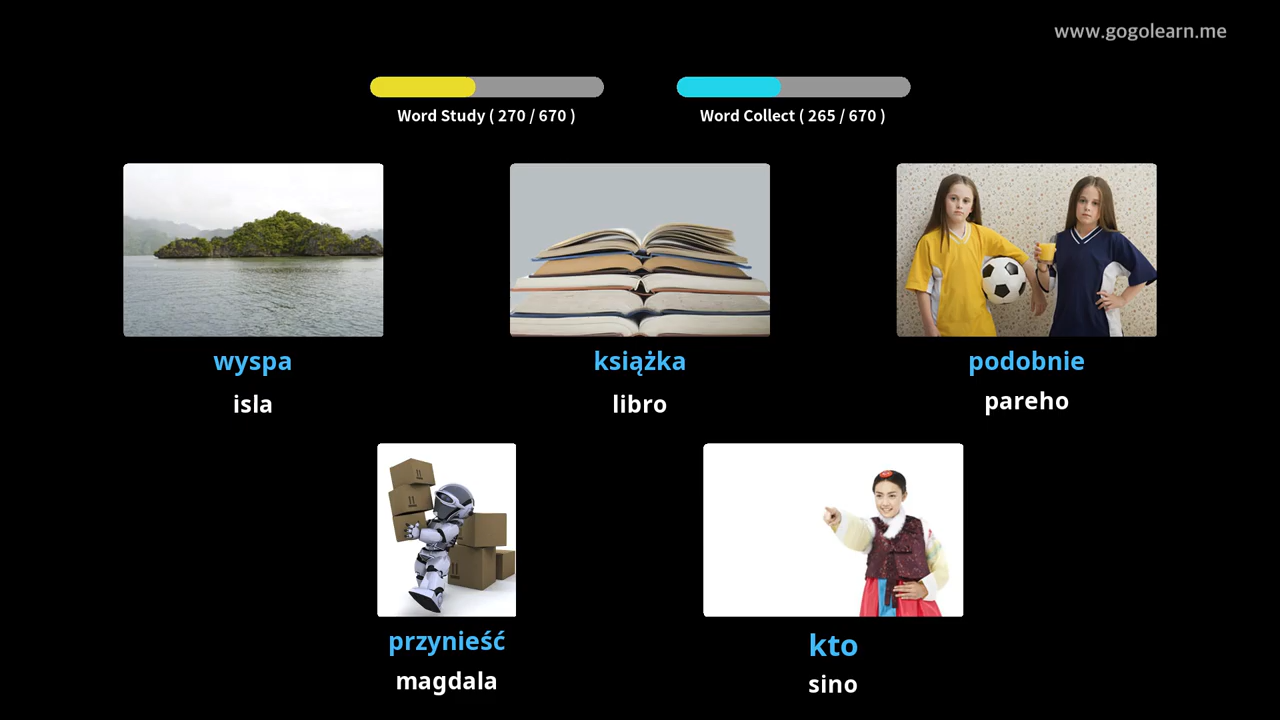 www.gogolearn.me
Word Study ( 270 / 670 )
Word Collect ( 265 / 670 )
wyspa
isla
książka
libro
podobnie
pareho
przynieść
magdala
kto
sino